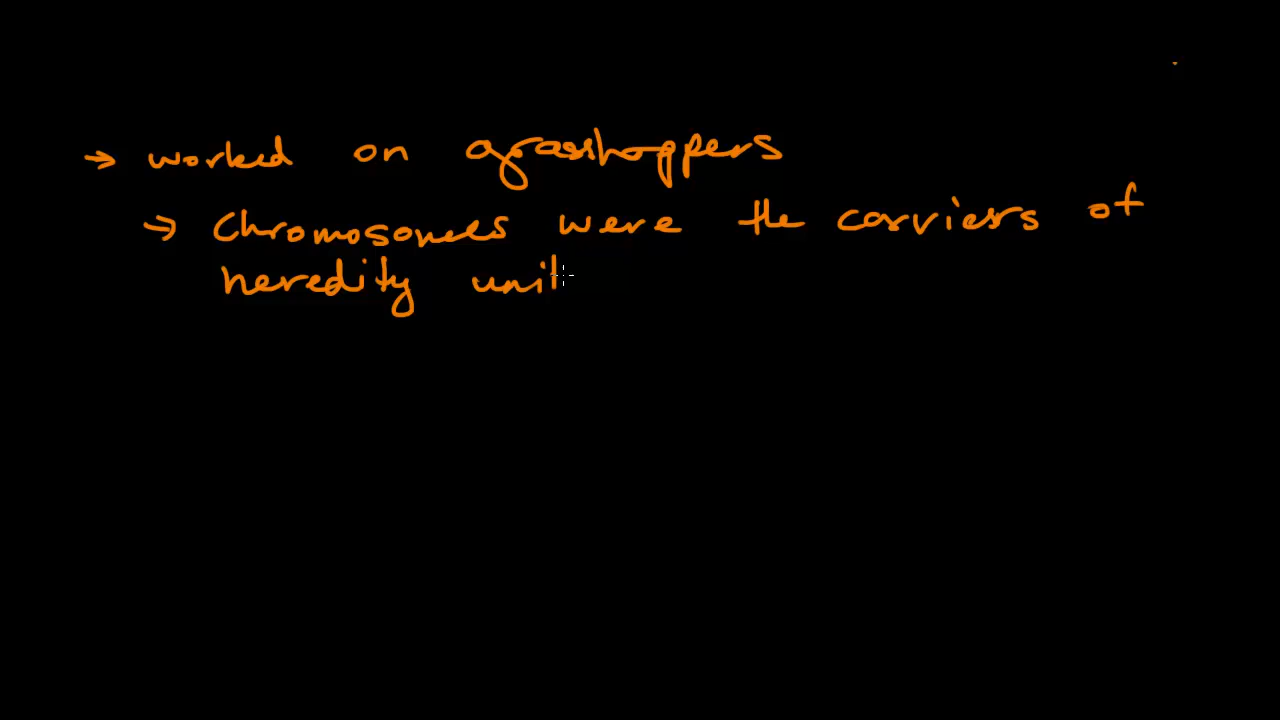 → worked on grasshoppers
→ Chromosomes were the carriers of
heredity unit